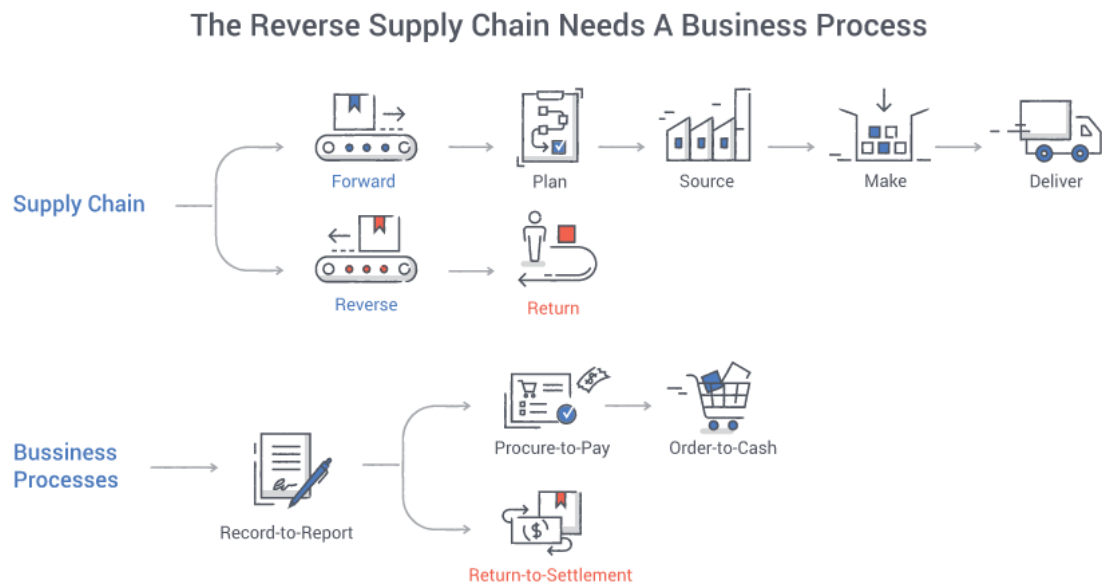 The Reverse Supply Chain Needs A Business Process
Supply Chain
Forward
Plan
Source
Make
Deliver
Reverse
Return
Bussiness
Processes
Record-to-Report
Procure-to-Pay
Order-to-Cash
($)
Return-to-Settlement